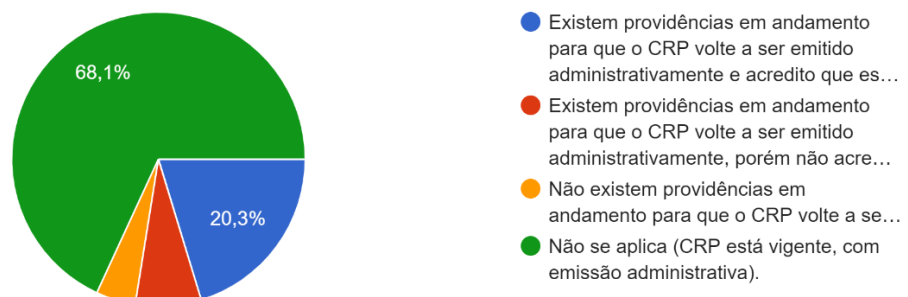 68,1%
20,3%
Existem providências em andamento
para que o CRP volte a ser emitido
administrativamente e acredito que es…
Existem providências em andamento
para que o CRP volte a ser emitido
administrativamente, porém não acre…
Não existem providências em
andamento para que o CRP volte a se…
Não se aplica (CRP está vigente, com
emissão administrativa).